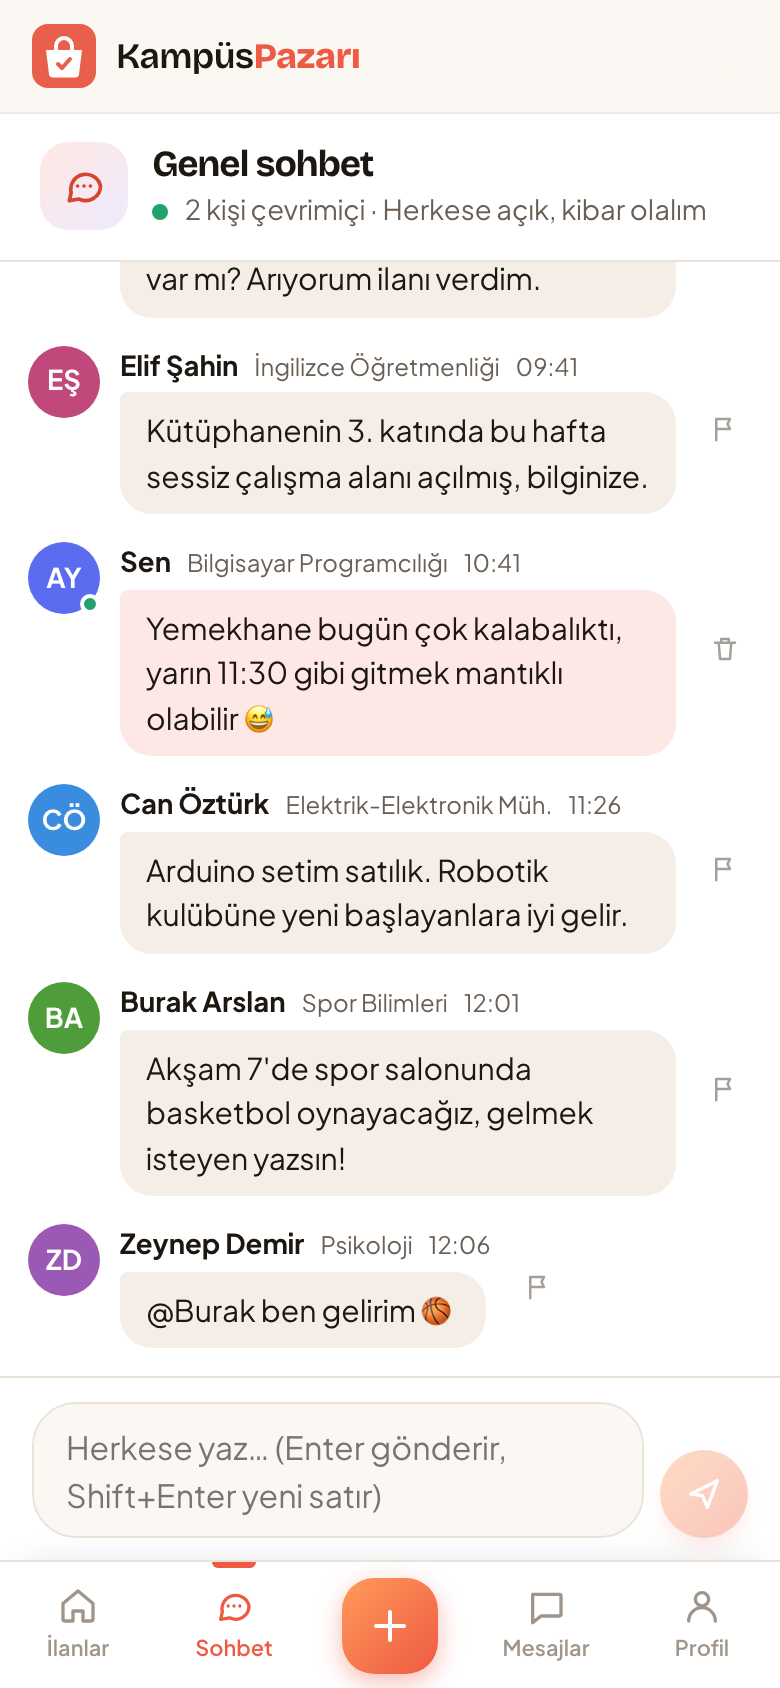 KampüsPazarı
Genel sohbet
2 kişi çevrimiçi · Herkese açık, kibar olalım
var mı? Arıyorum ilanı verdim.
EŞ
Elif Şahin İngilizce Öğretmenliği 09:41
Kütüphanenin 3. katında bu hafta
sessiz çalışma alanı açılmış, bilginize.
AY
Sen Bilgisayar Programcılığı 10:41
Yemekhane bugün çok kalabalıktı,
yarın 11:30 gibi gitmek mantıklı
olabilir 😅
CÖ
Can Öztürk Elektrik-Elektronik Müh. 11:26
Arduino setim satılık. Robotik
kulübüne yeni başlayanlara iyi gelir.
BA
Burak Arslan Spor Bilimleri 12:01
Akşam 7'de spor salonunda
basketbol oynayacağız, gelmek
isteyen yazsın!
ZD
Zeynep Demir Psikoloji 12:06
@Burak ben gelirim 🏀
Herkese yaz… (Enter gönderir,
Shift+Enter yeni satır)
İlanlar
Sohbet
Mesajlar
Profil